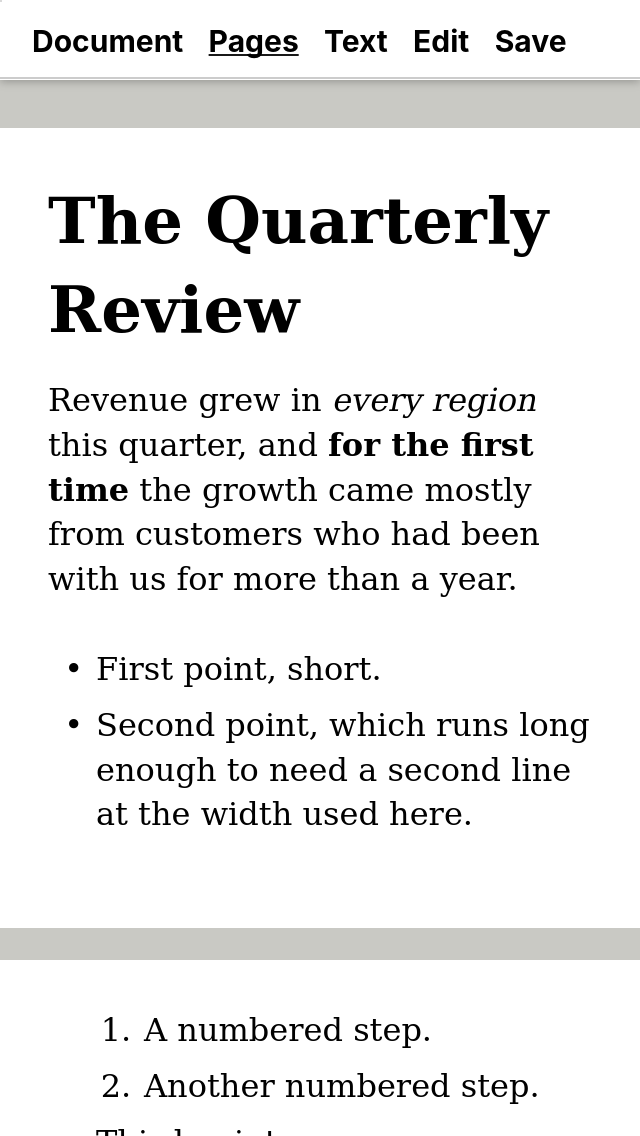 Document Pages Text Edit Save
The Quarterly
Review
Revenue grew in every region
this quarter, and for the first
time the growth came mostly
from customers who had been
with us for more than a year.
• First point, short.
• Second point, which runs long
enough to need a second line
at the width used here.
1. A numbered step.
2. Another numbered step.